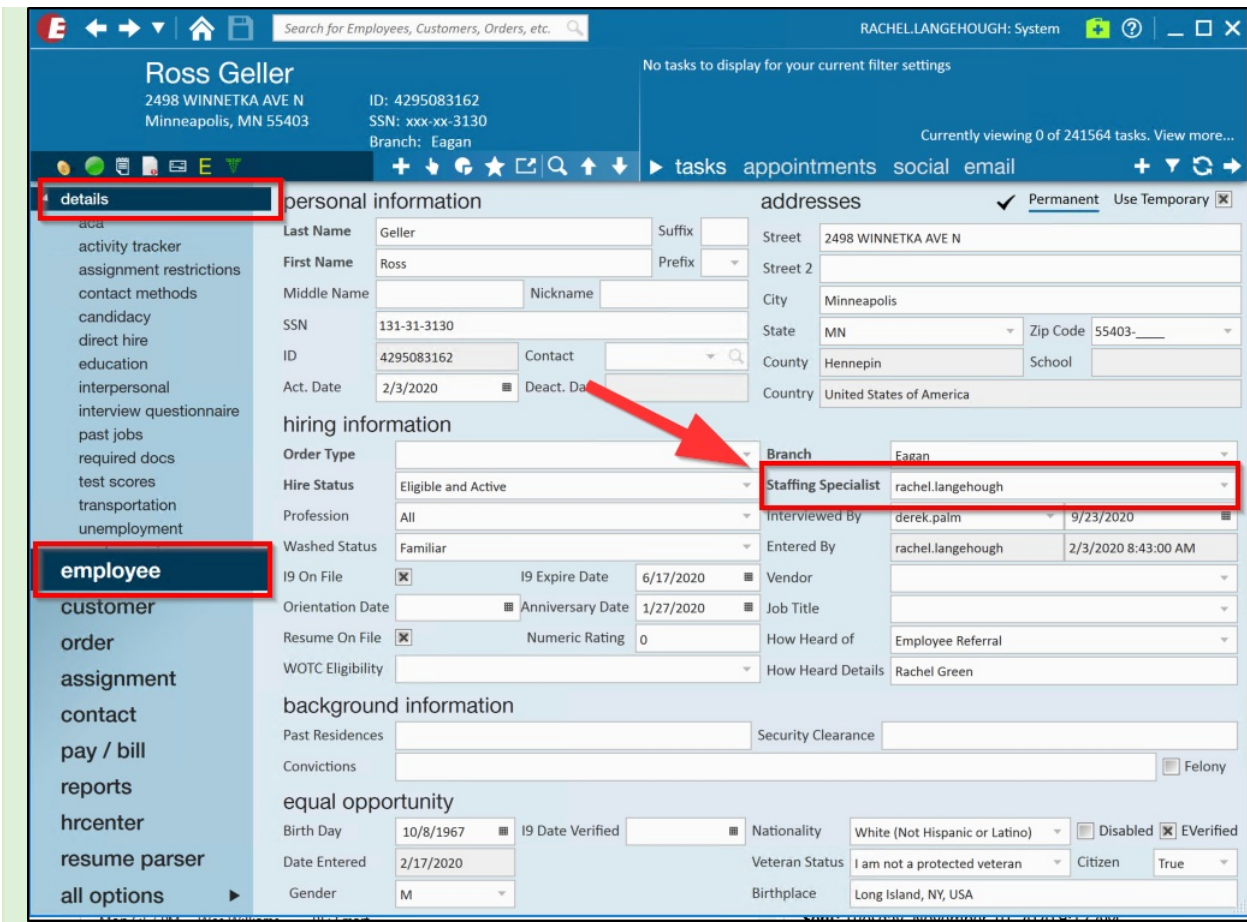 E Search for Employees, Customers, Orders, etc. RACHEL.LANGEHOUGH: System
Ross Geller
2498 WINNETKA AVE N ID: 4295083162
Minneapolis, MN 55403 SSN: xxx-xx-3130
Branch: Eagan
No tasks to display for your current filter settings
Currently viewing 0 of 241564 tasks. View more...
E tasks appointments social email
details
aca
activity tracker
assignment restrictions
contact methods
candidacy
direct hire
education
interpersonal
interview questionnaire
past jobs
required docs
test scores
transportation
unemployment
employee
customer
order
assignment
contact
pay / bill
reports
hrcenter
resume parser
all options
personal information
Last Name Geller Suffix
First Name Ross Prefix
Middle Name Nickname
SSN 131-31-3130
ID 4295083162 Contact
Act. Date 2/3/2020 Deact. Da
addresses Permanent Use Temporary
Street 2498 WINNETKA AVE N
Street 2
City Minneapolis
State MN Zip Code 55403-____
County Hennepin School
Country United States of America
hiring information
Order Type Branch Eagan
Hire Status Eligible and Active Staffing Specialist rachel.langehough
Profession All Interviewed By derek.palm 9/23/2020
Washed Status Familiar Entered By rachel.langehough 2/3/2020 8:43:00 AM
I9 On File I9 Expire Date 6/17/2020 Vendor
Orientation Date Anniversary Date 1/27/2020 Job Title
Resume On File Numeric Rating 0 How Heard of Employee Referral
WOTC Eligibility How Heard Details Rachel Green
background information
Past Residences Security Clearance
Convictions Felony
equal opportunity
Birth Day 10/8/1967 I9 Date Verified Nationality White (Not Hispanic or Latino) Disabled EVerified
Date Entered 2/17/2020 Veteran Status I am not a protected veteran Citizen True
Gender M Birthplace Long Island, NY, USA